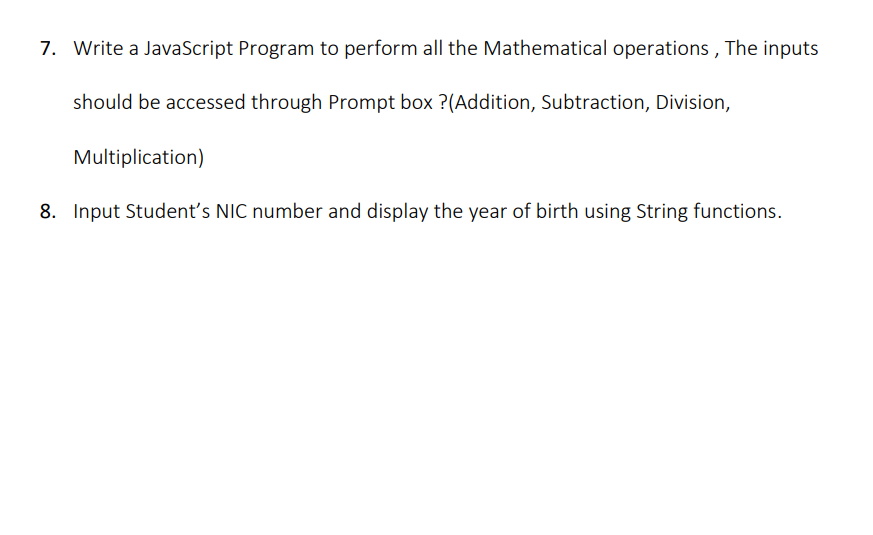 7. Write a JavaScript Program to perform all the Mathematical operations , The inputs
should be accessed through Prompt box ?(Addition, Subtraction, Division,
Multiplication)
8. Input Student’s NIC number and display the year of birth using String functions.